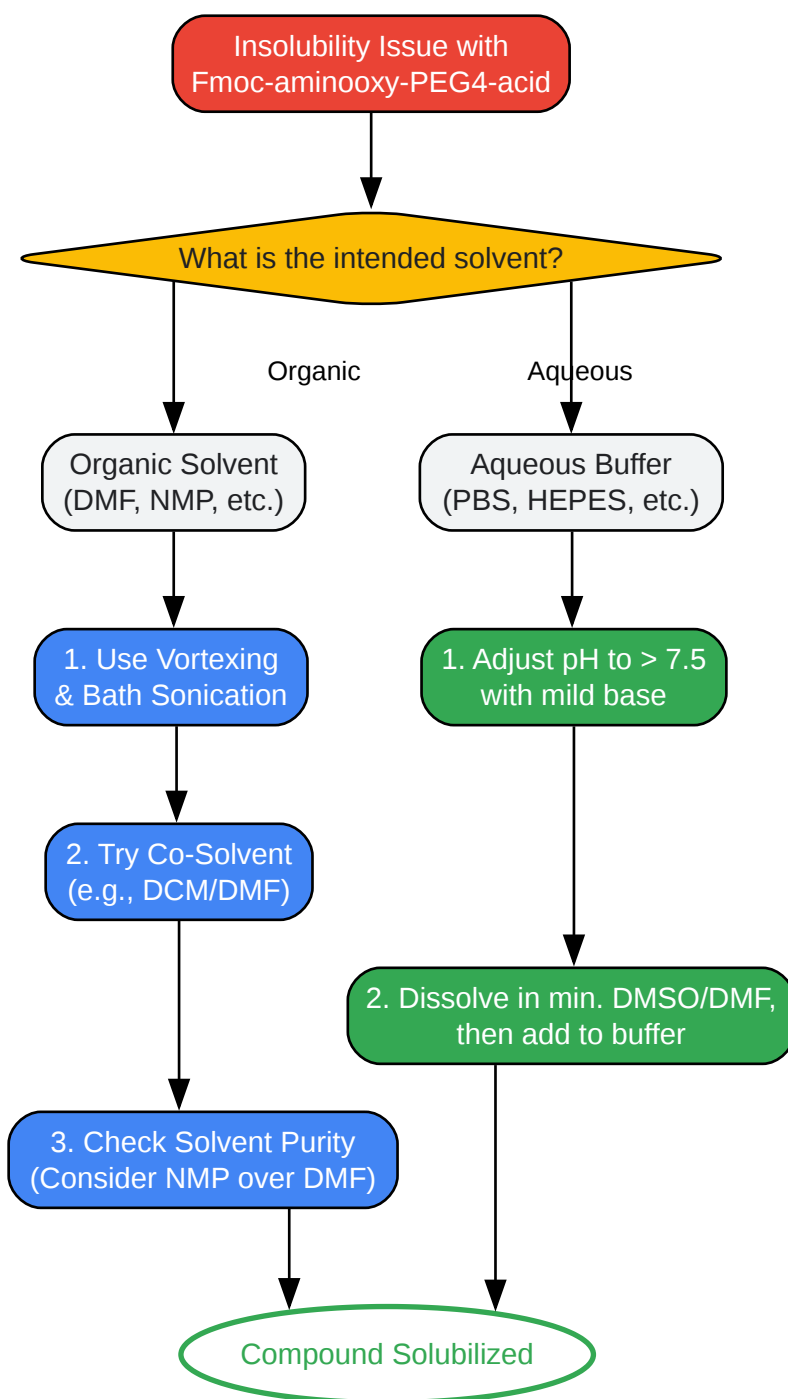 Insolubility Issue with
Fmoc-aminooxy-PEG4-acid
What is the intended solvent?
Organic
Aqueous
Organic Solvent
(DMF, NMP, etc.)
Aqueous Buffer
(PBS, HEPES, etc.)
1. Use Vortexing
& Bath Sonication
1. Adjust pH to > 7.5
with mild base
2. Try Co-Solvent
(e.g., DCM/DMF)
2. Dissolve in min. DMSO/DMF,
then add to buffer
3. Check Solvent Purity
(Consider NMP over DMF)
Compound Solubilized